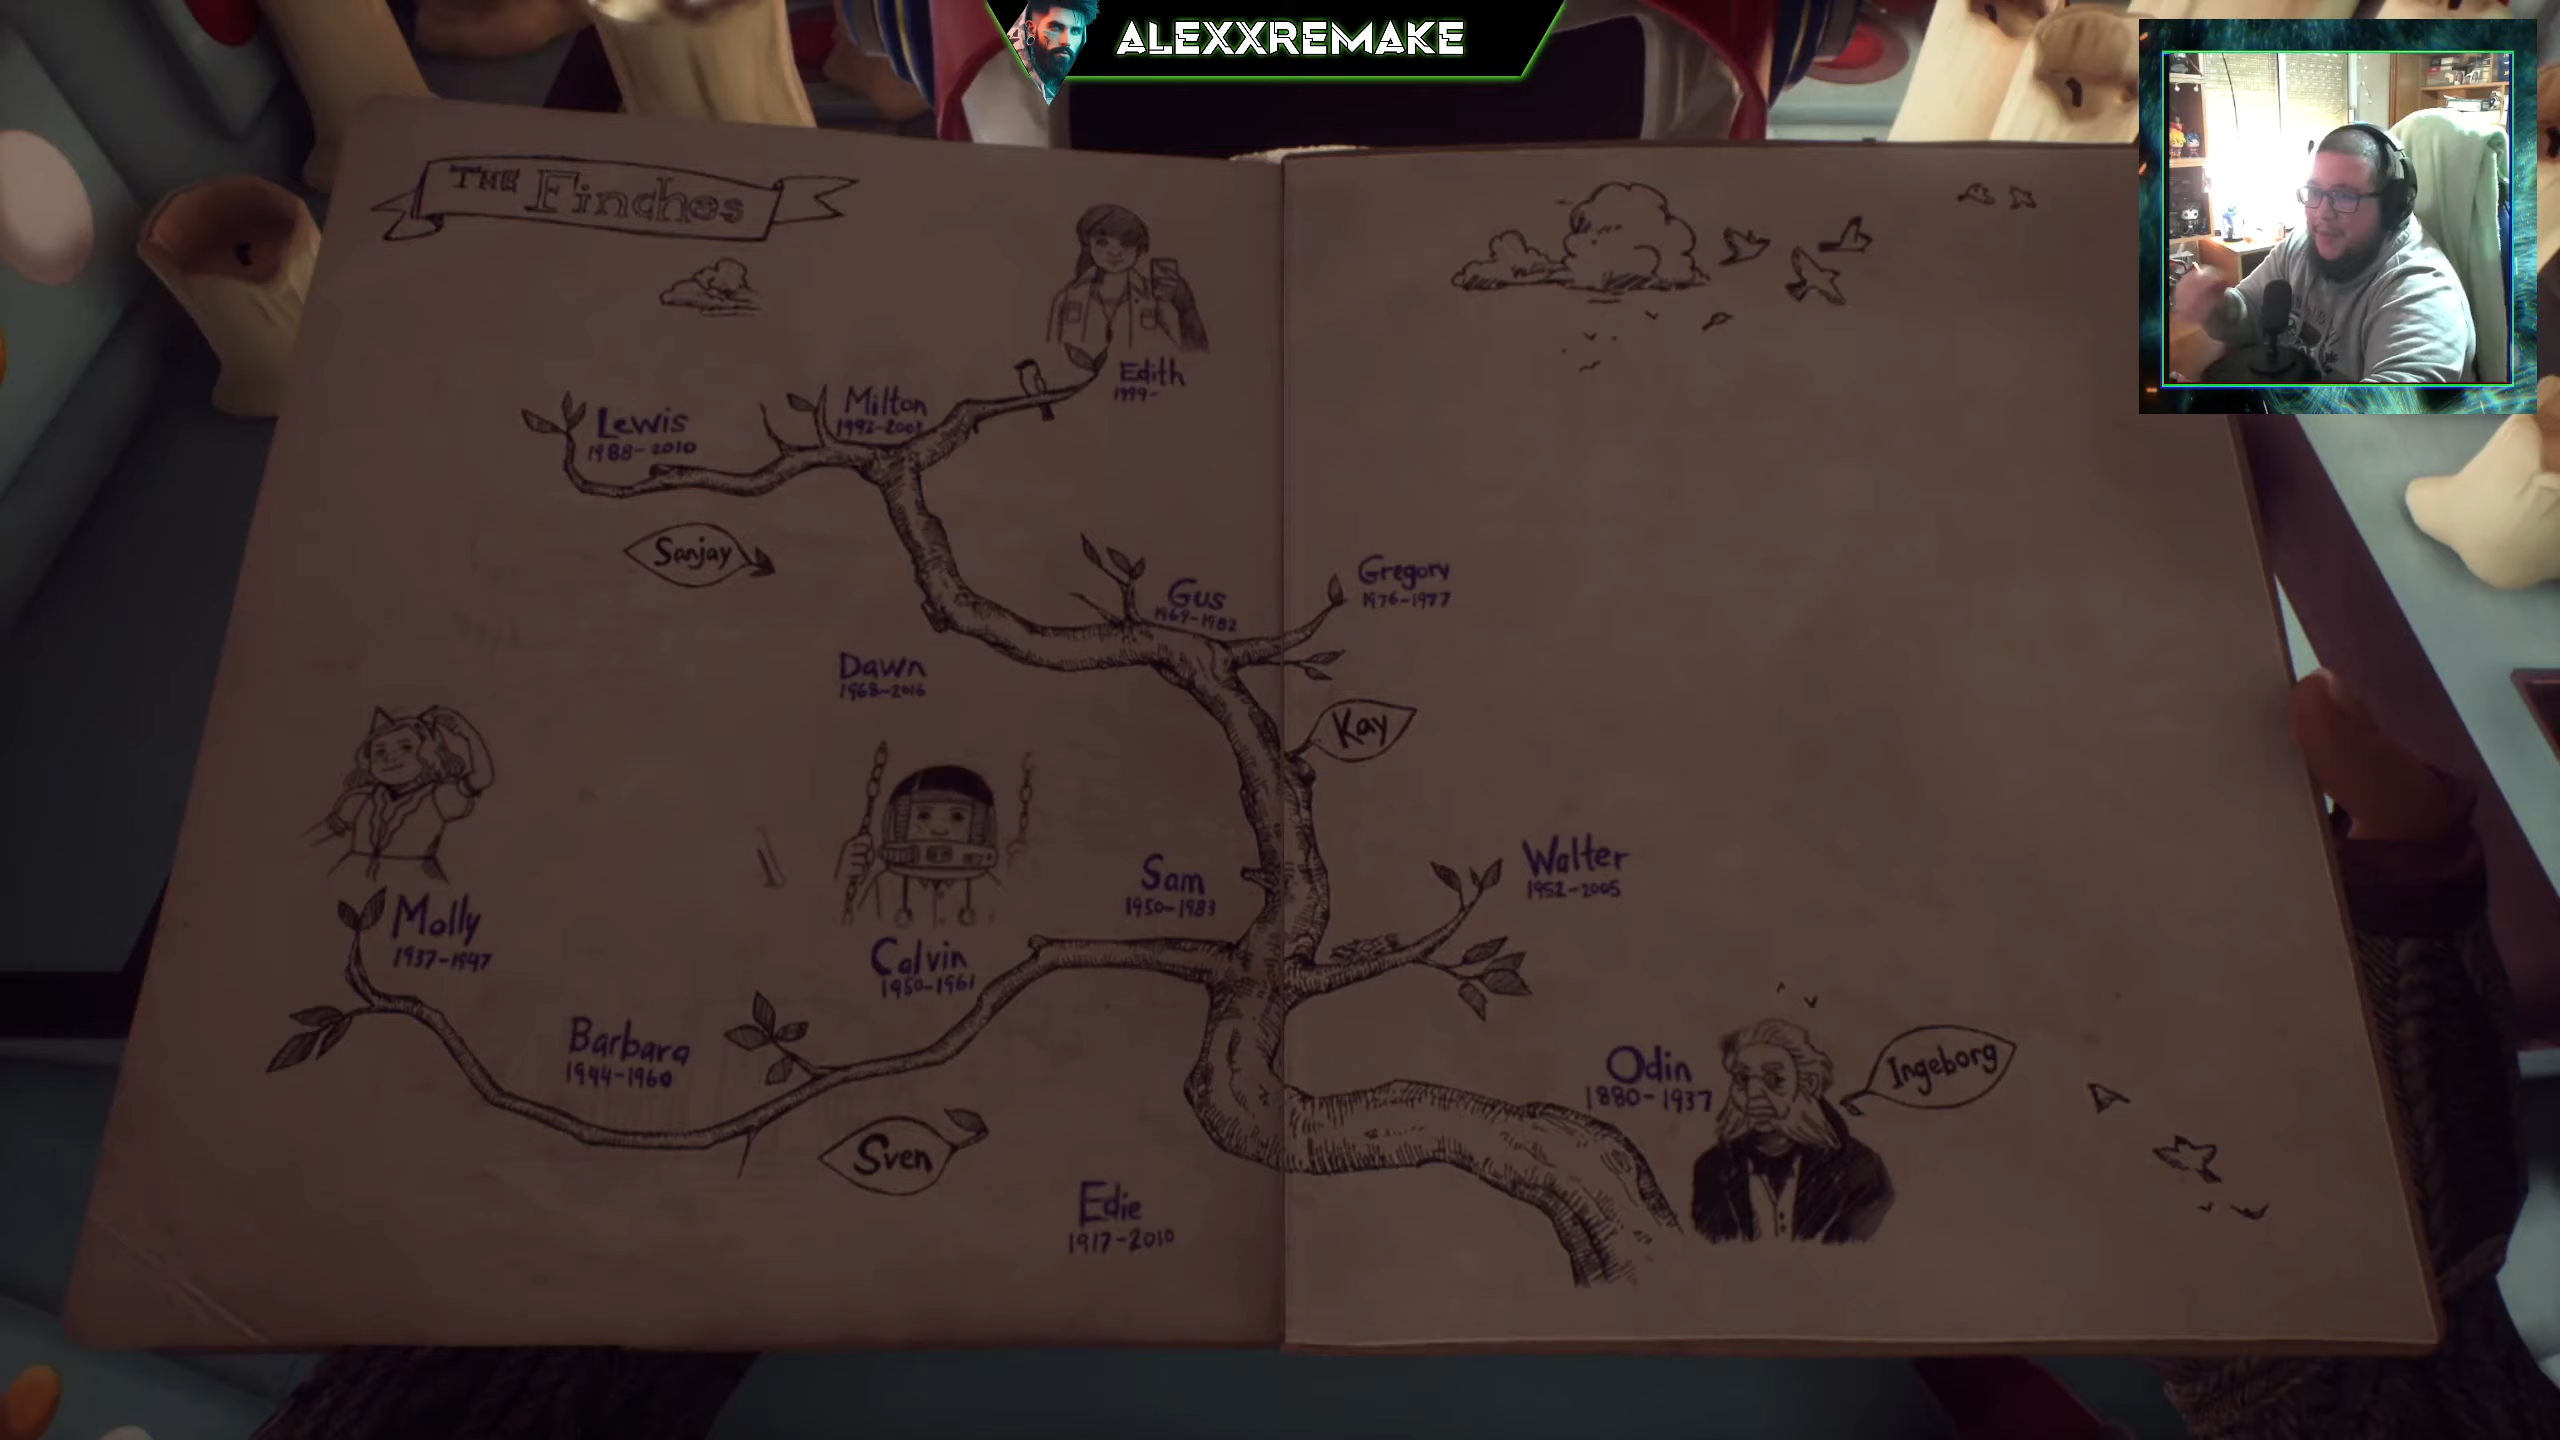 ALEXXREMAKE
THE Finches
Edith
1999-
Lewis
1988-2010
Milton
1992-2003
Sanjay
Gus
1969-1982
Gregory
1976-1977
Dawn
1968-2016
Kay
Sam
1950-1983
Walter
1952-2005
Molly
1937-1947
Calvin
1950-1961
Barbara
1944-1960
Sven
Odin
1880-1937
Ingeborg
Edie
1917-2010